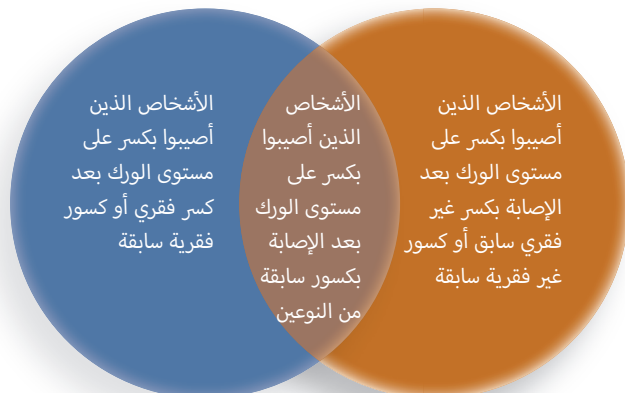 الأشخاص الذين
أصيبوا بكسر على
مستوى الورك بعد
الإصابة بكسر غير
فقري سابق أو كسور
غير فقرية سابقة
الأشخاص
الذين أصيبوا
بكسر على
مستوى الورك
بعد الإصابة
بكسور سابقة
من النوعين
الأشخاص الذين
أصيبوا بكسر على
مستوى الورك بعد
كسر فقري أو كسور
فقرية سابقة